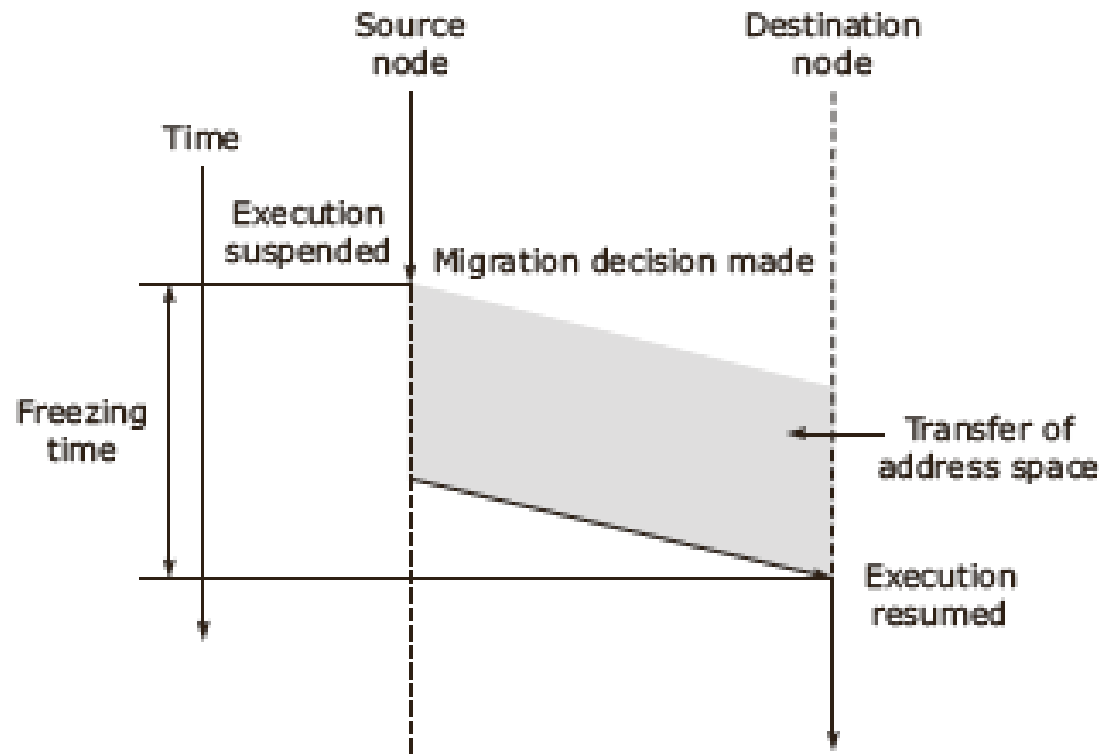 Source
node
Destination
node
Time
Execution
suspended
Migration decision made
Freezing
time
Transfer of
address space
Execution
resumed